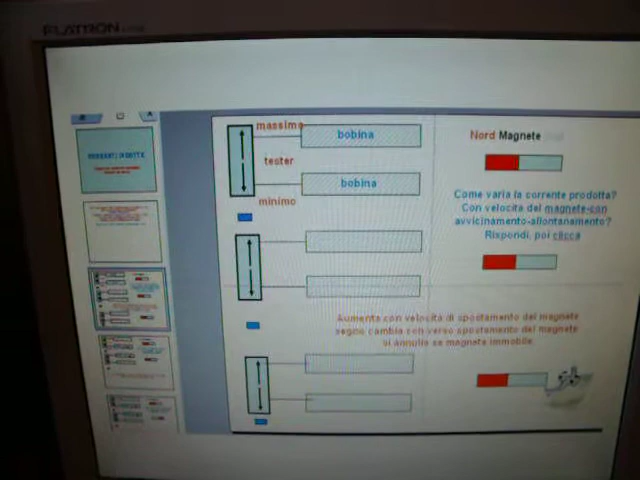 FLATRON
massimo
bobina
Nord Magnete
tester
bobina
minimo
Come varia la corrente prodotta?
Con velocità del magnete-con
avvicinamento-allontanamento?
Rispondi, poi clicca
Aumenta con velocità di spostamento del magnete
segno cambia con verso spostamento del magnete
si annulla se magnete immobile.